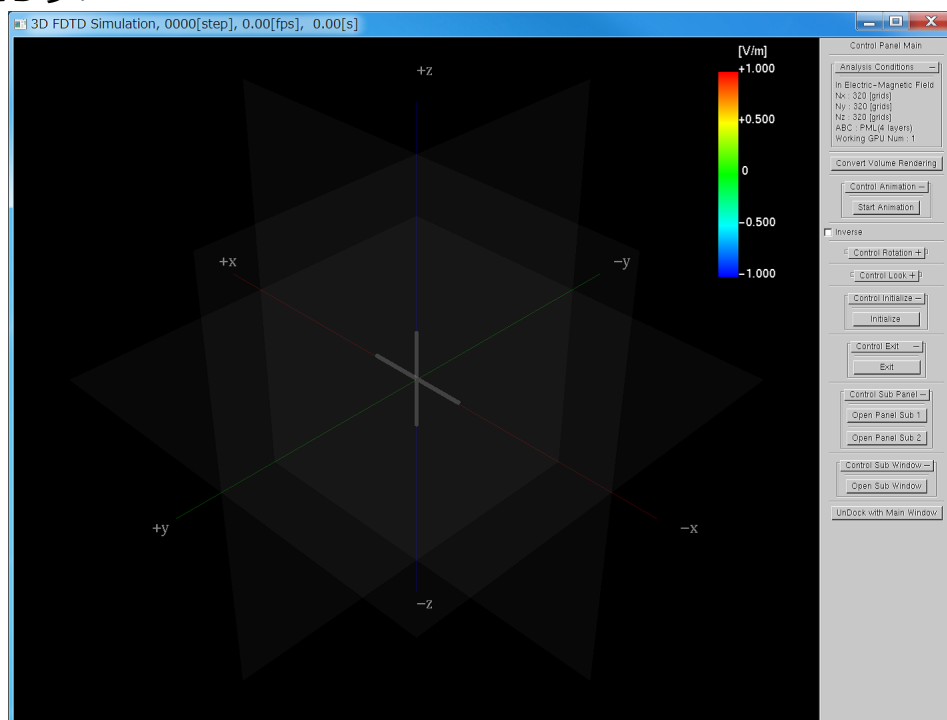 3D FDTD Simulation, 0000[step], 0.00[fps], 0.00[s]
[V/m]
+1.000
+0.500
0
-0.500
-1.000
+z
+x
-y
+y
-x
-z
Control Panel Main
Analysis Conditions
In Electric-Magnetic Field
Nx : 320 [grids]
Ny : 320 [grids]
Nz : 320 [grids]
ABC : PML(4 layers)
Working GPU Num : 1
Convert Volume Rendering
Control Animation
Start Animation
Inverse
Control Rotation +
Control Look +
Control Initialize
Initialize
Control Exit
Exit
Control Sub Panel
Open Panel Sub 1
Open Panel Sub 2
Control Sub Window
Open Sub Window
UnDock with Main Window